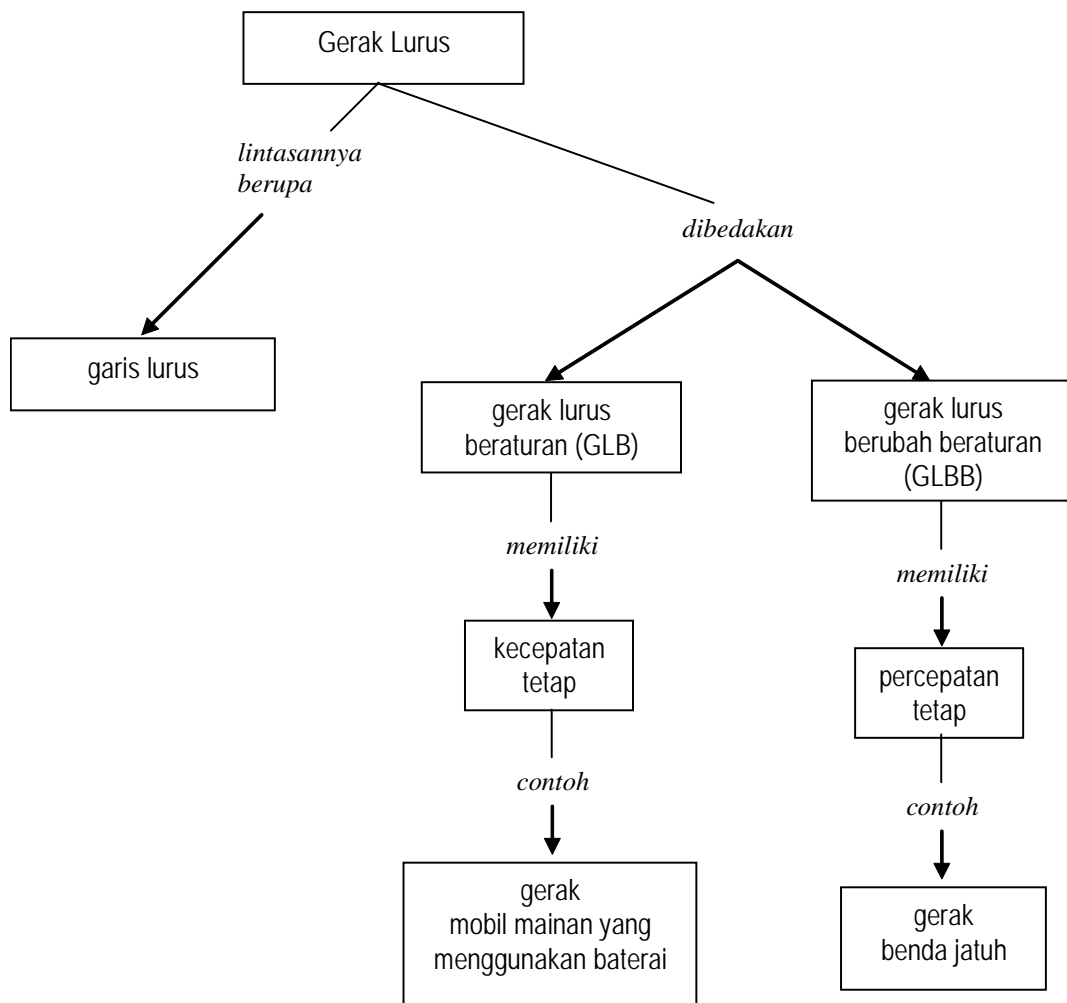 Gerak Lurus
lintasannya
berupa
dibedakan
garis lurus
gerak lurus
beraturan (GLB)
gerak lurus
berubah beraturan
(GLBB)
memiliki
memiliki
kecepatan
tetap
percepatan
tetap
contoh
contoh
gerak
mobil mainan yang
menggunakan baterai
gerak
benda jatuh